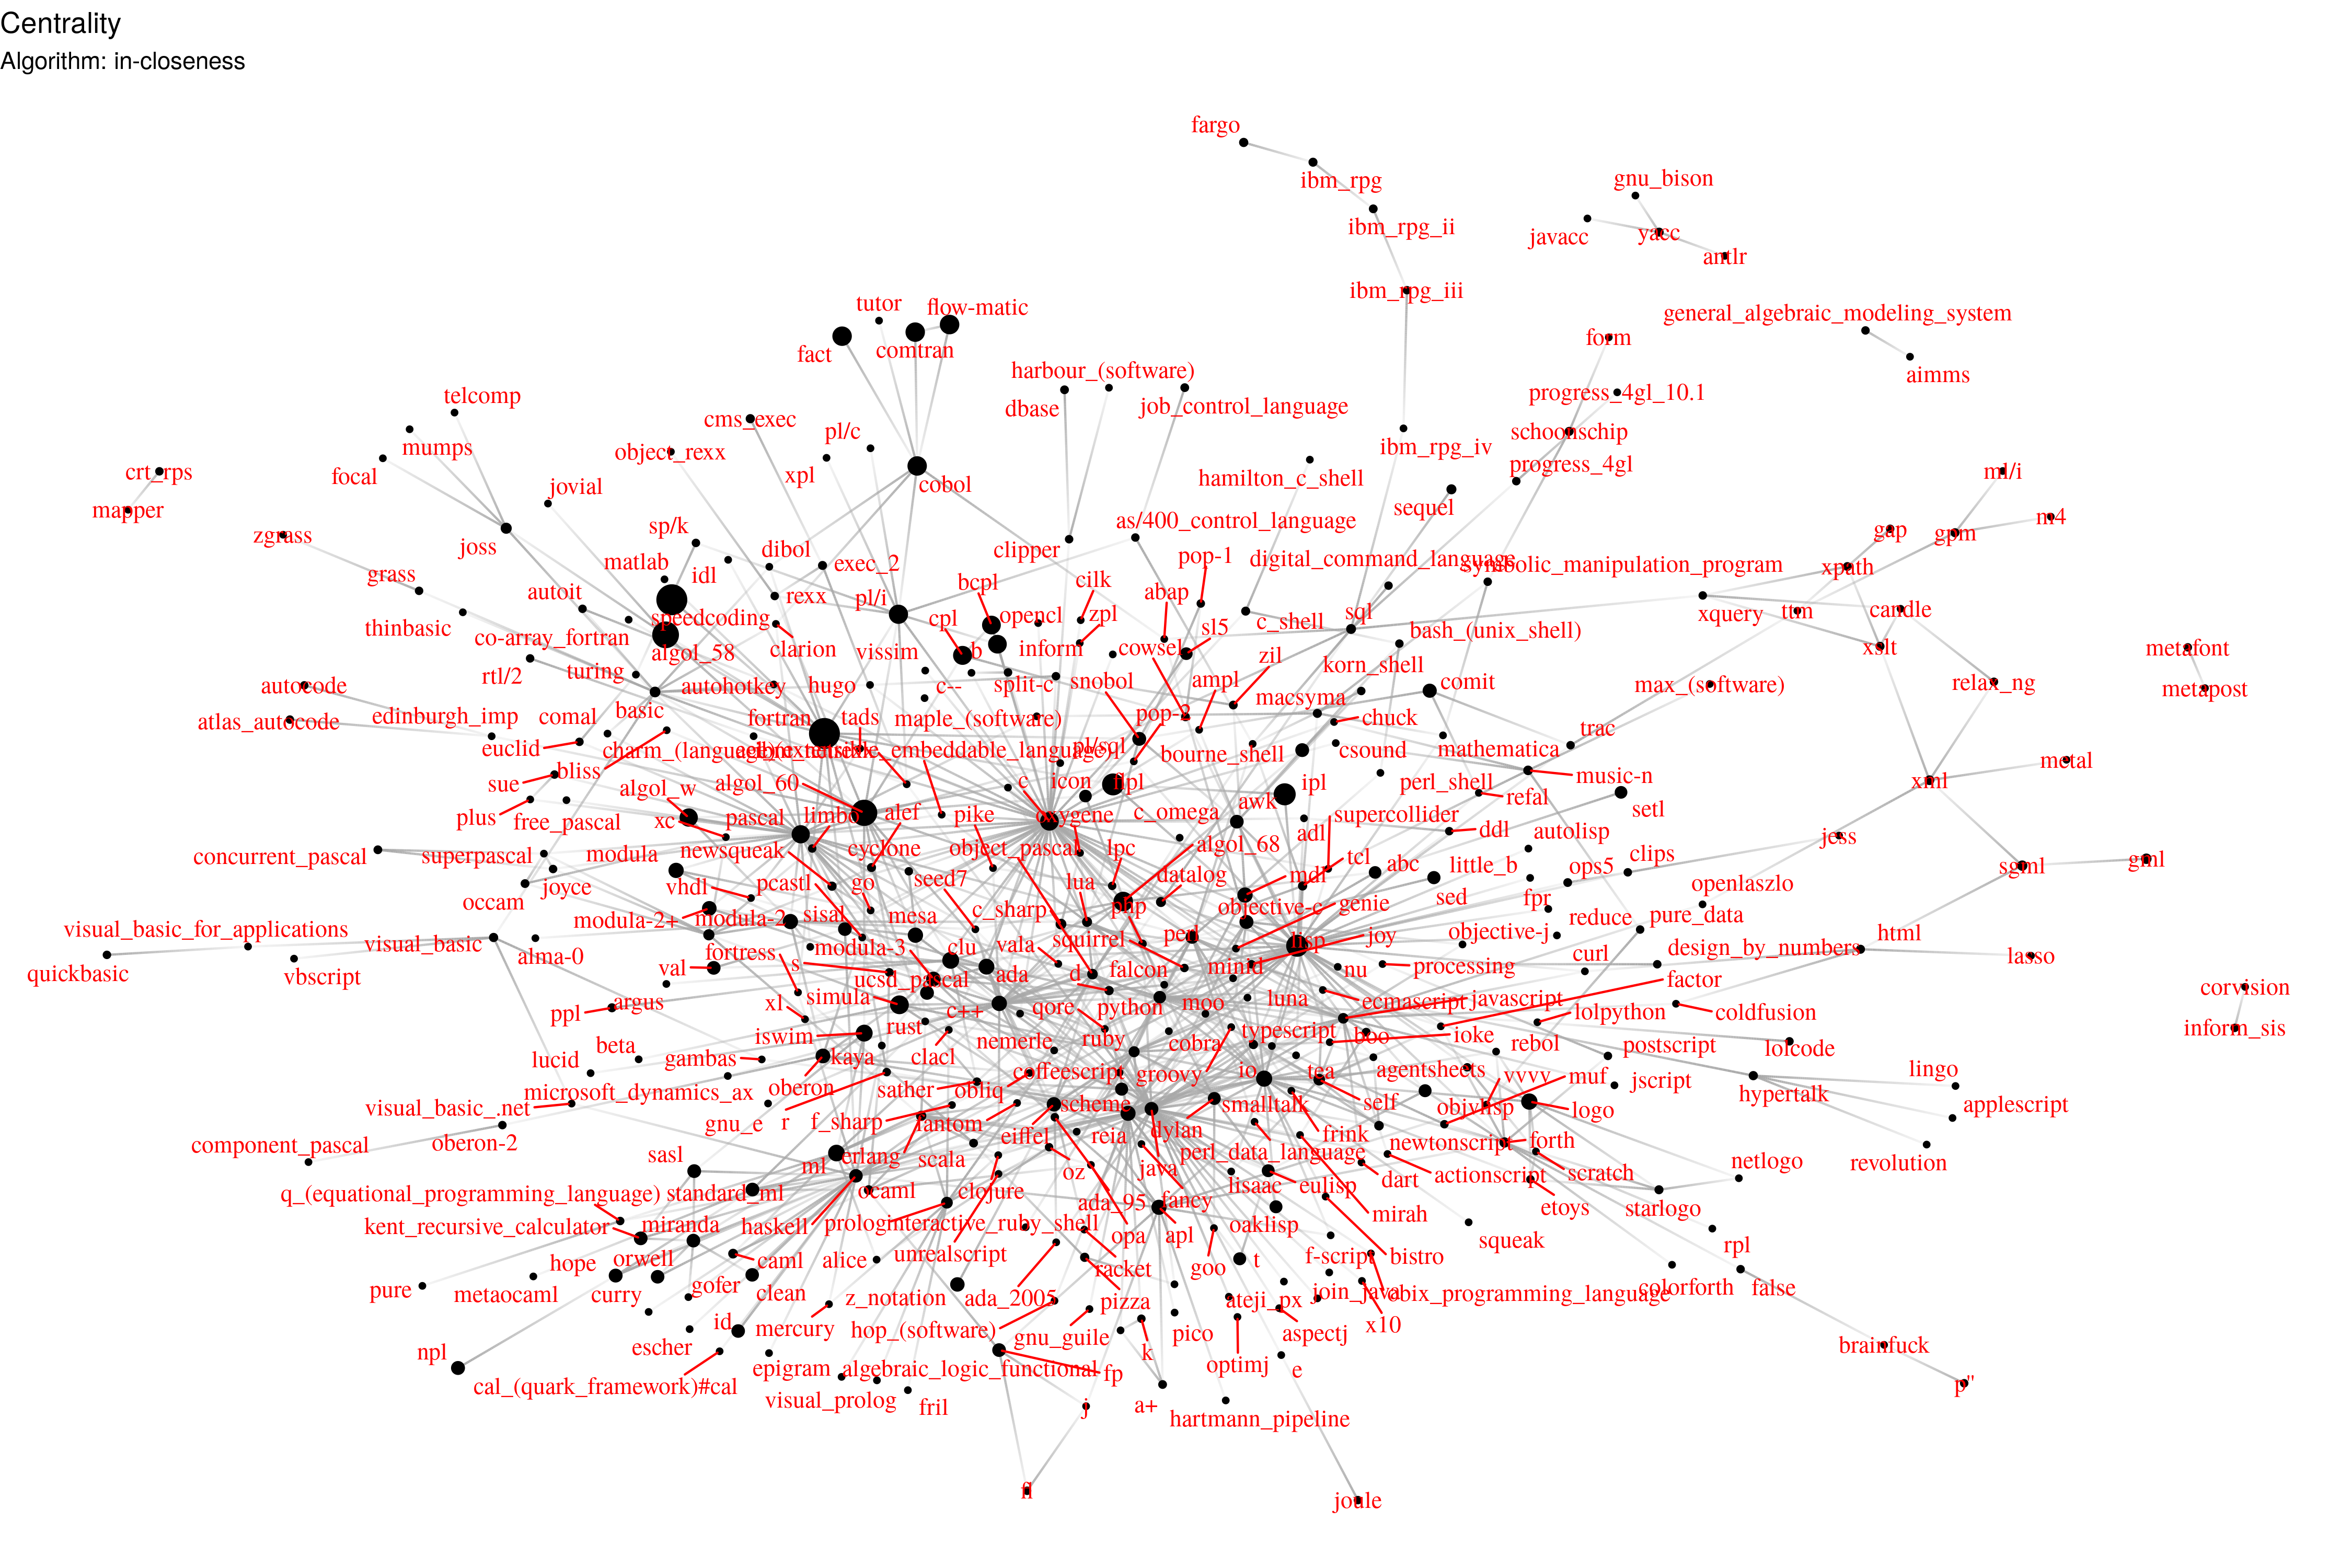 Centrality
Algorithm: in-closeness
fargo
ibm_rpg
gnu_bison
ibm_rpg_ii
javacc
yacc
antlr
ibm_rpg_iii
tutor
flow-matic
general_algebraic_modeling_system
fact
comtran
form
harbour_(software)
aimms
telcomp
dbase
job_control_language
progress_4gl_10.1
cms_exec
pl/c
mumps
object_rexx
ibm_rpg_iv
schoonschip
crt_rps
focal
xpl
cobol
hamilton_c_shell
progress_4gl
ml/i
jovial
mapper
sequel
zgrass
sp/k
as/400_control_language
gap
gpm
m4
joss
dibol
clipper
pop-1
digital_command_language
symbolic_manipulation_program
xpath
matlab
idl
exec_2
grass
autoit
rexx
pl/i
bcpl
cilk
abap
speedcoding
cpl
opencl
zpl
sql
xquery
ttm
candle
thinbasic
co-array_fortran
algol_58
clarion
vissim
b
inform
cowsel
sl5
c_shell
bash_(unix_shell)
xslt
metafont
rtl/2
turing
zil
korn_shell
autocode
autohotkey
hugo
c--
split-c
snobol
ampl
macsyma
comit
max_(software)
relax_ng
metapost
atlas_autocode
edinburgh_imp
comal
basic
fortran
tads
maple_(software)
pop-2
chuck
trac
euclid
pl/sql
bourne_shell
csound
mathematica
sue
bliss
algol_60
c
icon
flpl
ipl
perl_shell
music-n
xml
metal
algol_w
refal
plus
free_pascal
xc
pascal
limbo
alef
pike
oxygene
c_omega
awk
supercollider
setl
adl
ddl
autolisp
jess
concurrent_pascal
superpascal
modula
newsqueak
cyclone
object_pascal
lpc
algol_68
tcl
abc
little_b
ops5
clips
sgml
gml
joyce
vhdl
pcastl
go
seed7
lua
datalog
mdl
sed
fpr
openlaszlo
occam
modula-2+
modula-2
sisal
mesa
c_sharp
php
objective-c
genie
reduce
pure_data
visual_basic_for_applications
visual_basic
fortress
modula-3
clu
vala
squirrel
perl
lisp
joy
objective-j
design_by_numbers
html
quickbasic
vbscript
alma-0
val
s
ucsd_pascal
ada
d
falcon
minid
nu
processing
curl
lasso
ppl
argus
xl
simula
c++
qore
python
moo
luna
ecmascript
javascript
factor
corvision
iswim
rust
nemerle
ruby
cobra
typescript
boo
ioke
lolpython
coldfusion
inform_sis
lucid
beta
gambas
kaya
clacl
rebol
postscript
lolcode
microsoft_dynamics_ax
oberon
sather
obliq
coffeescript
groovy
io
tea
agentsheets
vvvv
muf
jscript
hypertalk
lingo
visual_basic_.net
gnu_e
r
f_sharp
fantom
scheme
smalltalk
self
objvlisp
logo
applescript
component_pascal
oberon-2
eiffel
reia
dylan
frink
newtonscript
forth
sasl
ml
erlang
scala
oz
java
perl_data_language
dart
actionscript
scratch
netlogo
revolution
q_(equational_programming_language)
standard_ml
ocaml
clojure
ada_95
fancy
lisaac
eulisp
etoys
starlogo
kent_recursive_calculator
miranda
haskell
prolog
interactive_ruby_shell
opa
apl
oaklisp
mirah
squeak
rpl
hope
orwell
caml
alice
unrealscript
racket
goo
t
f-script
bistro
pure
metaocaml
curry
gofer
clean
z_notation
ada_2005
pizza
ateji_px
join_java
obix_programming_language
colorforth
false
id
mercury
hop_(software)
gnu_guile
pico
aspectj
x10
npl
escher
k
brainfuck
cal_(quark_framework)#cal
epigram
algebraic_logic_functional
fp
optimj
e
p"
visual_prolog
fril
j
a+
hartmann_pipeline
fl
joule